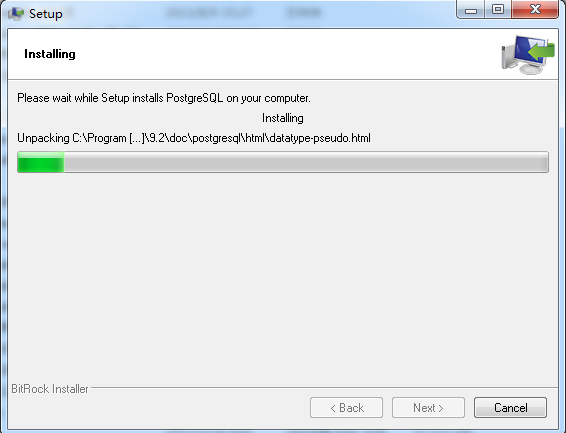 Setup
Installing
Please wait while Setup installs PostgreSQL on your computer.
Installing
Unpacking C:\Program [...]\9.2\doc\postgresql\html\datatype-pseudo.html
BitRock Installer
< Back
Next >
Cancel